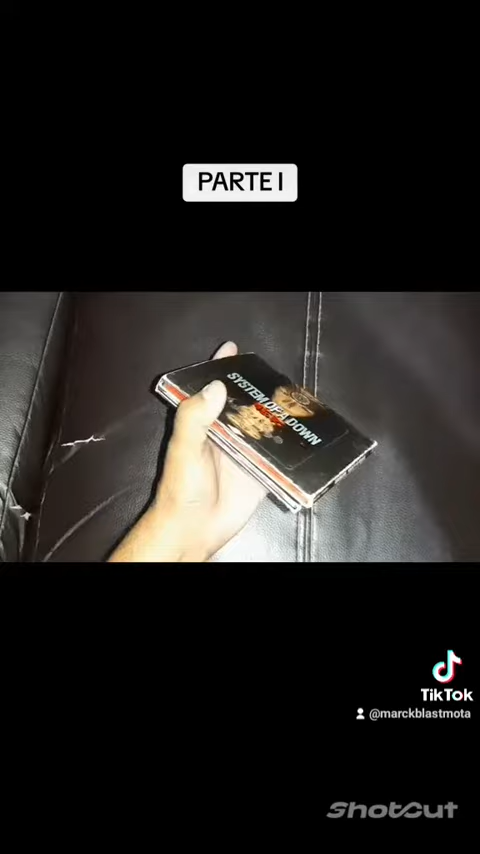 PARTE I
SYSTEM OF A DOWN
TikTok
@marckblastmota
ShotCut